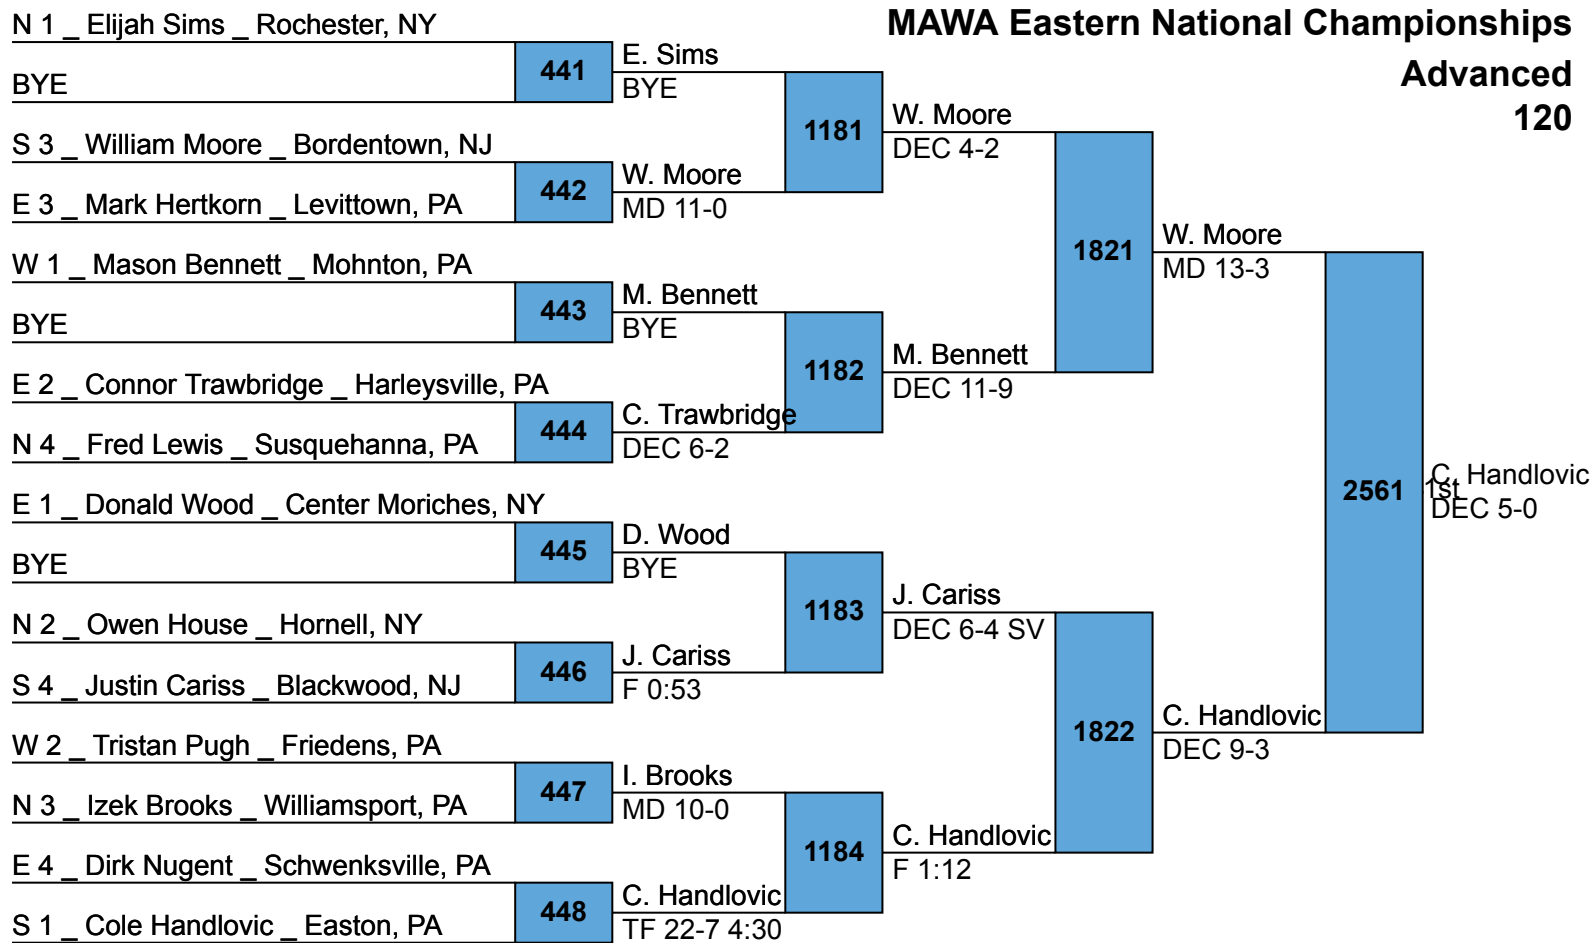 MAWA Eastern National Championships
Advanced
120
N 1 _ Elijah Sims _ Rochester, NY
BYE
S 3 _ William Moore _ Bordentown, NJ
E 3 _ Mark Hertkorn _ Levittown, PA
W 1 _ Mason Bennett _ Mohnton, PA
BYE
E 2 _ Connor Trawbridge _ Harleysville, PA
N 4 _ Fred Lewis _ Susquehanna, PA
E 1 _ Donald Wood _ Center Moriches, NY
BYE
N 2 _ Owen House _ Hornell, NY
S 4 _ Justin Cariss _ Blackwood, NJ
W 2 _ Tristan Pugh _ Friedens, PA
N 3 _ Izek Brooks _ Williamsport, PA
E 4 _ Dirk Nugent _ Schwenksville, PA
S 1 _ Cole Handlovic _ Easton, PA
441
442
443
444
445
446
447
448
E. Sims
BYE
W. Moore
MD 11-0
M. Bennett
BYE
C. Trawbridge
DEC 6-2
D. Wood
BYE
J. Cariss
F 0:53
I. Brooks
MD 10-0
C. Handlovic
TF 22-7 4:30
1181
1182
1183
1184
W. Moore
DEC 4-2
M. Bennett
DEC 11-9
J. Cariss
DEC 6-4 SV
C. Handlovic
F 1:12
1821
1822
W. Moore
MD 13-3
C. Handlovic
DEC 9-3
2561
C. Handlovic
1st
DEC 5-0